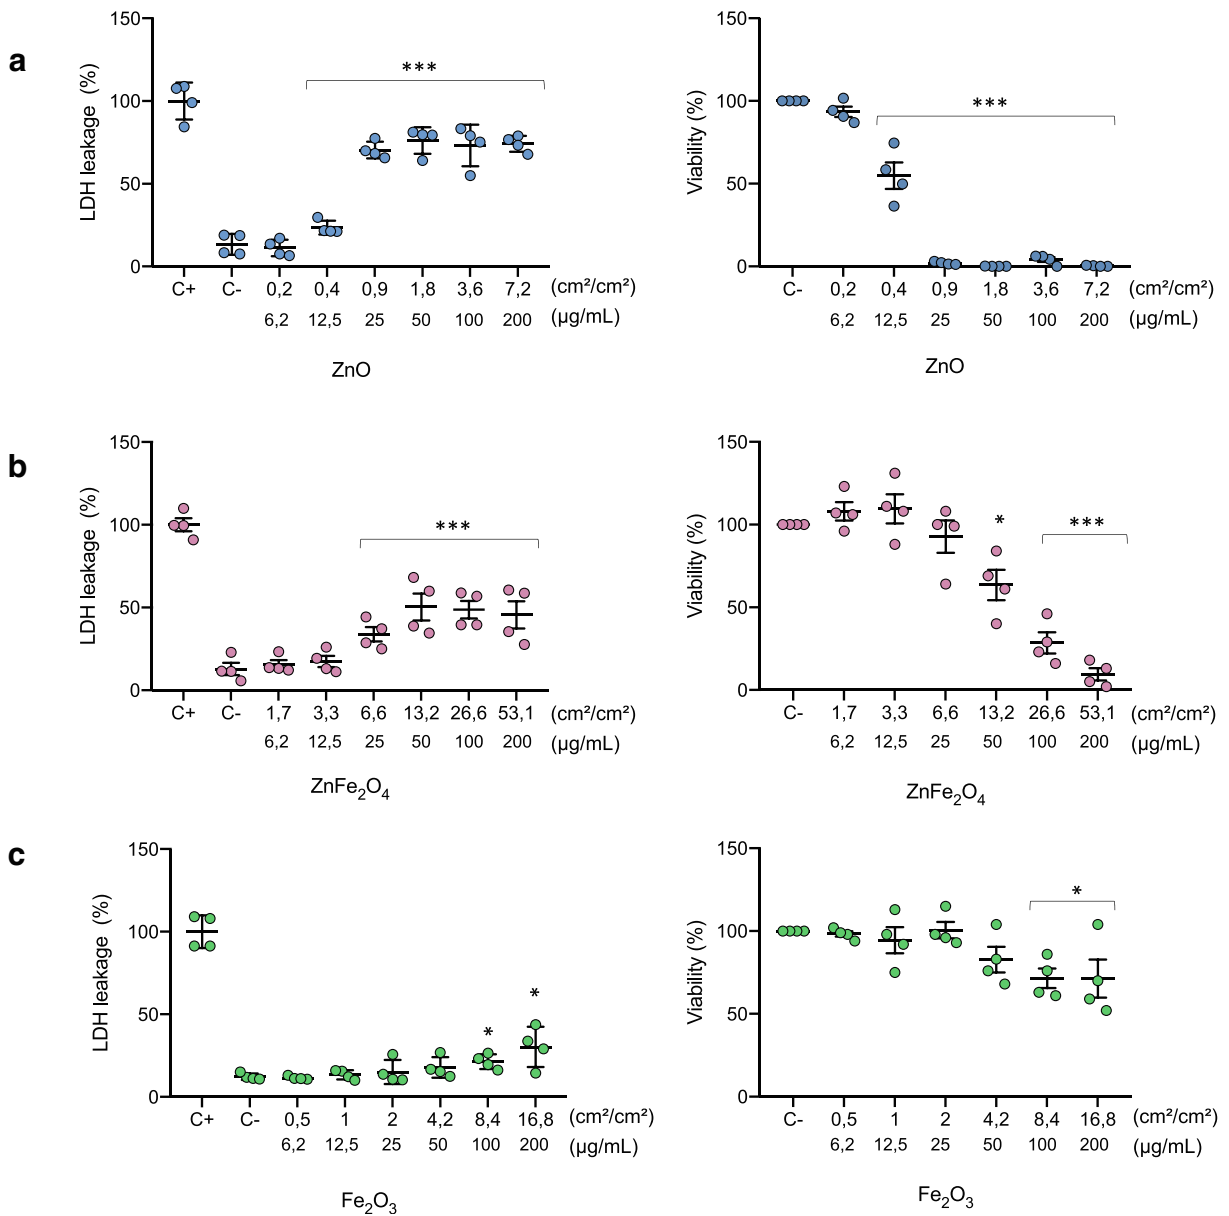 a
LDH leakage (%)
150
100
50
0
***
C+ C- 0,2 0,4 0,9 1,8 3,6 7,2 (cm²/cm²)
6,2 12,5 25 50 100 200 (µg/mL)
ZnO
Viability (%)
150
100
50
0
***
C- 0,2 0,4 0,9 1,8 3,6 7,2 (cm²/cm²)
6,2 12,5 25 50 100 200 (µg/mL)
ZnO
b
LDH leakage (%)
150
100
50
0
***
C+ C- 1,7 3,3 6,6 13,2 26,6 53,1 (cm²/cm²)
6,2 12,5 25 50 100 200 (µg/mL)
ZnFe₂O₄
Viability (%)
150
100
50
0
*
***
C- 1,7 3,3 6,6 13,2 26,6 53,1 (cm²/cm²)
6,2 12,5 25 50 100 200 (µg/mL)
ZnFe₂O₄
c
LDH leakage (%)
150
100
50
0
*
*
C+ C- 0,5 1 2 4,2 8,4 16,8 (cm²/cm²)
6,2 12,5 25 50 100 200 (µg/mL)
Fe₂O₃
Viability (%)
150
100
50
0
*
C- 0,5 1 2 4,2 8,4 16,8 (cm²/cm²)
6,2 12,5 25 50 100 200 (µg/mL)
Fe₂O₃